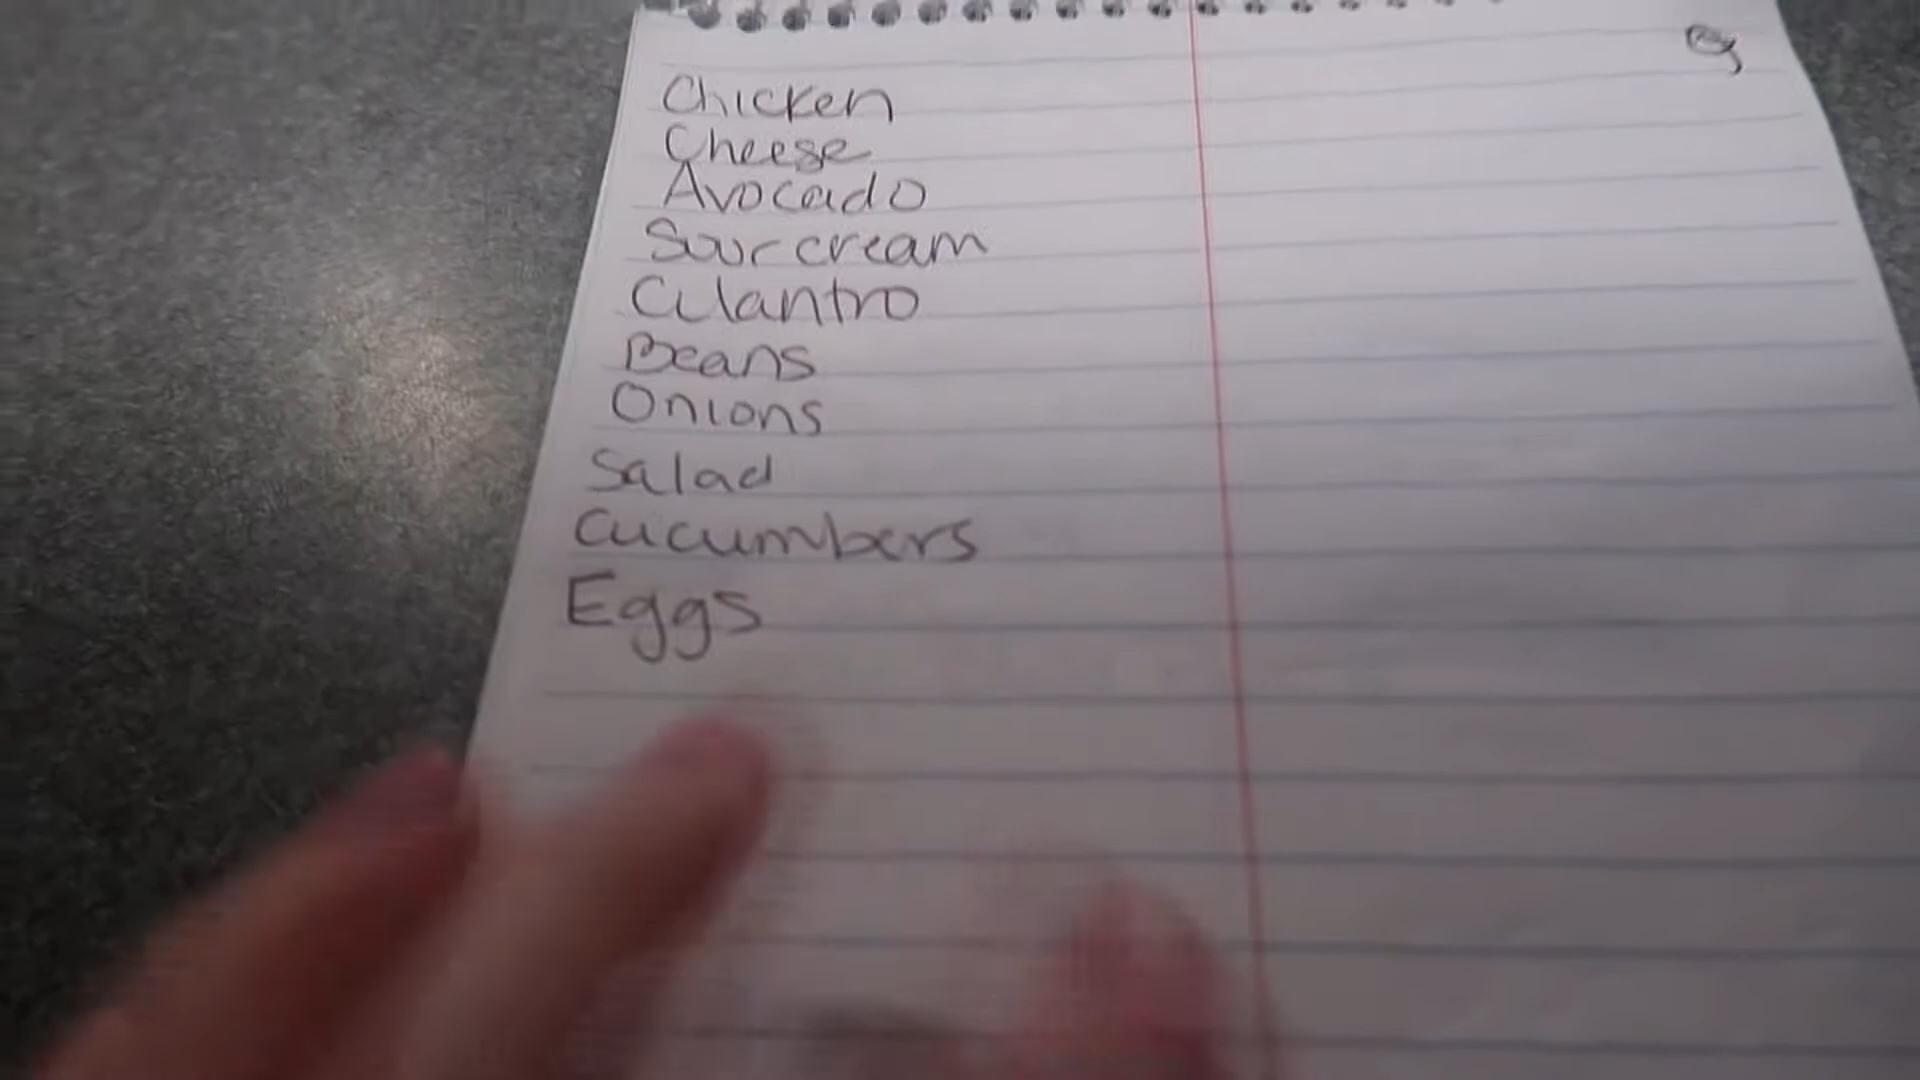 Chicken
Cheese
Avocado
Sour cream
Cilantro
Beans
Onions
Salad
Cucumbers
Eggs